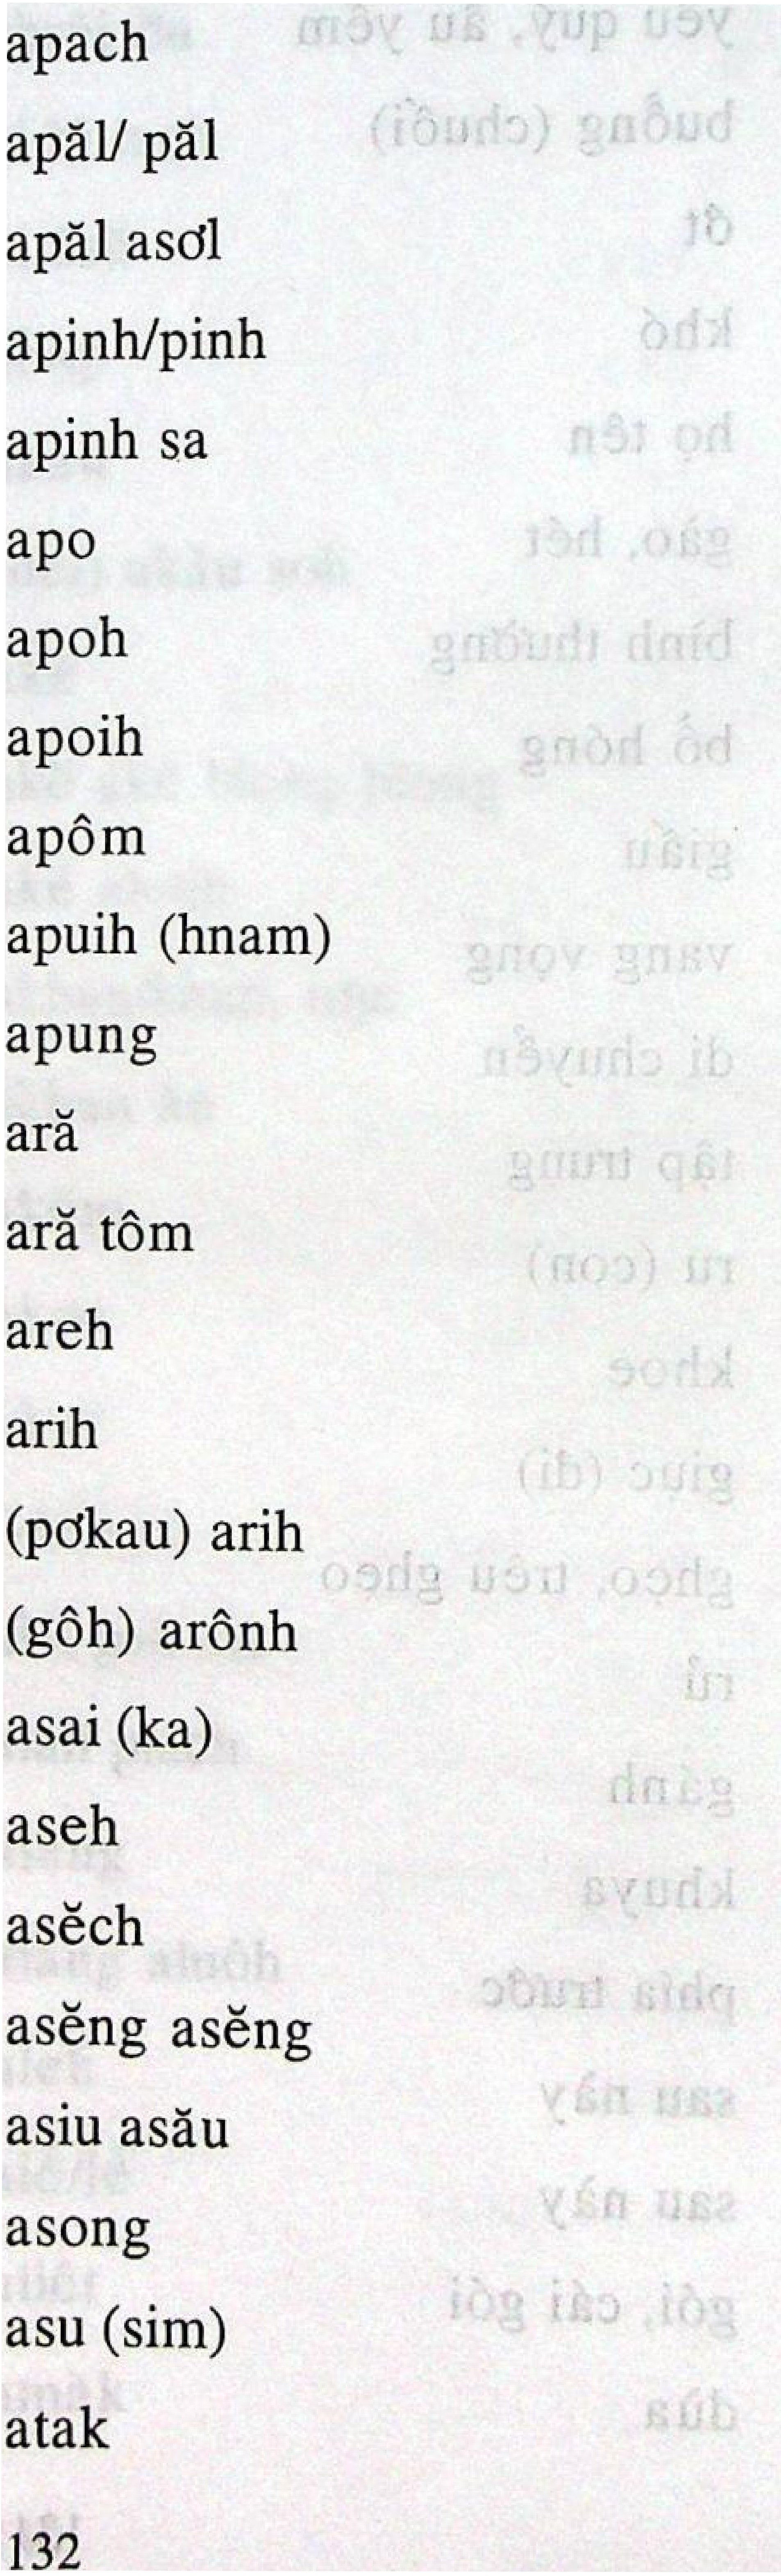 apach
apăl/ păl
apăl asơl
apinh/pinh
apinh sa
apo
apoh
apoih
apôm
apuih (hnam)
apung
ară
ară tôm
areh
arih
(pơkau) arih
(gôh) arônh
asai (ka)
aseh
asĕch
asĕng asĕng
asiu asău
asong
asu (sim)
atak
132